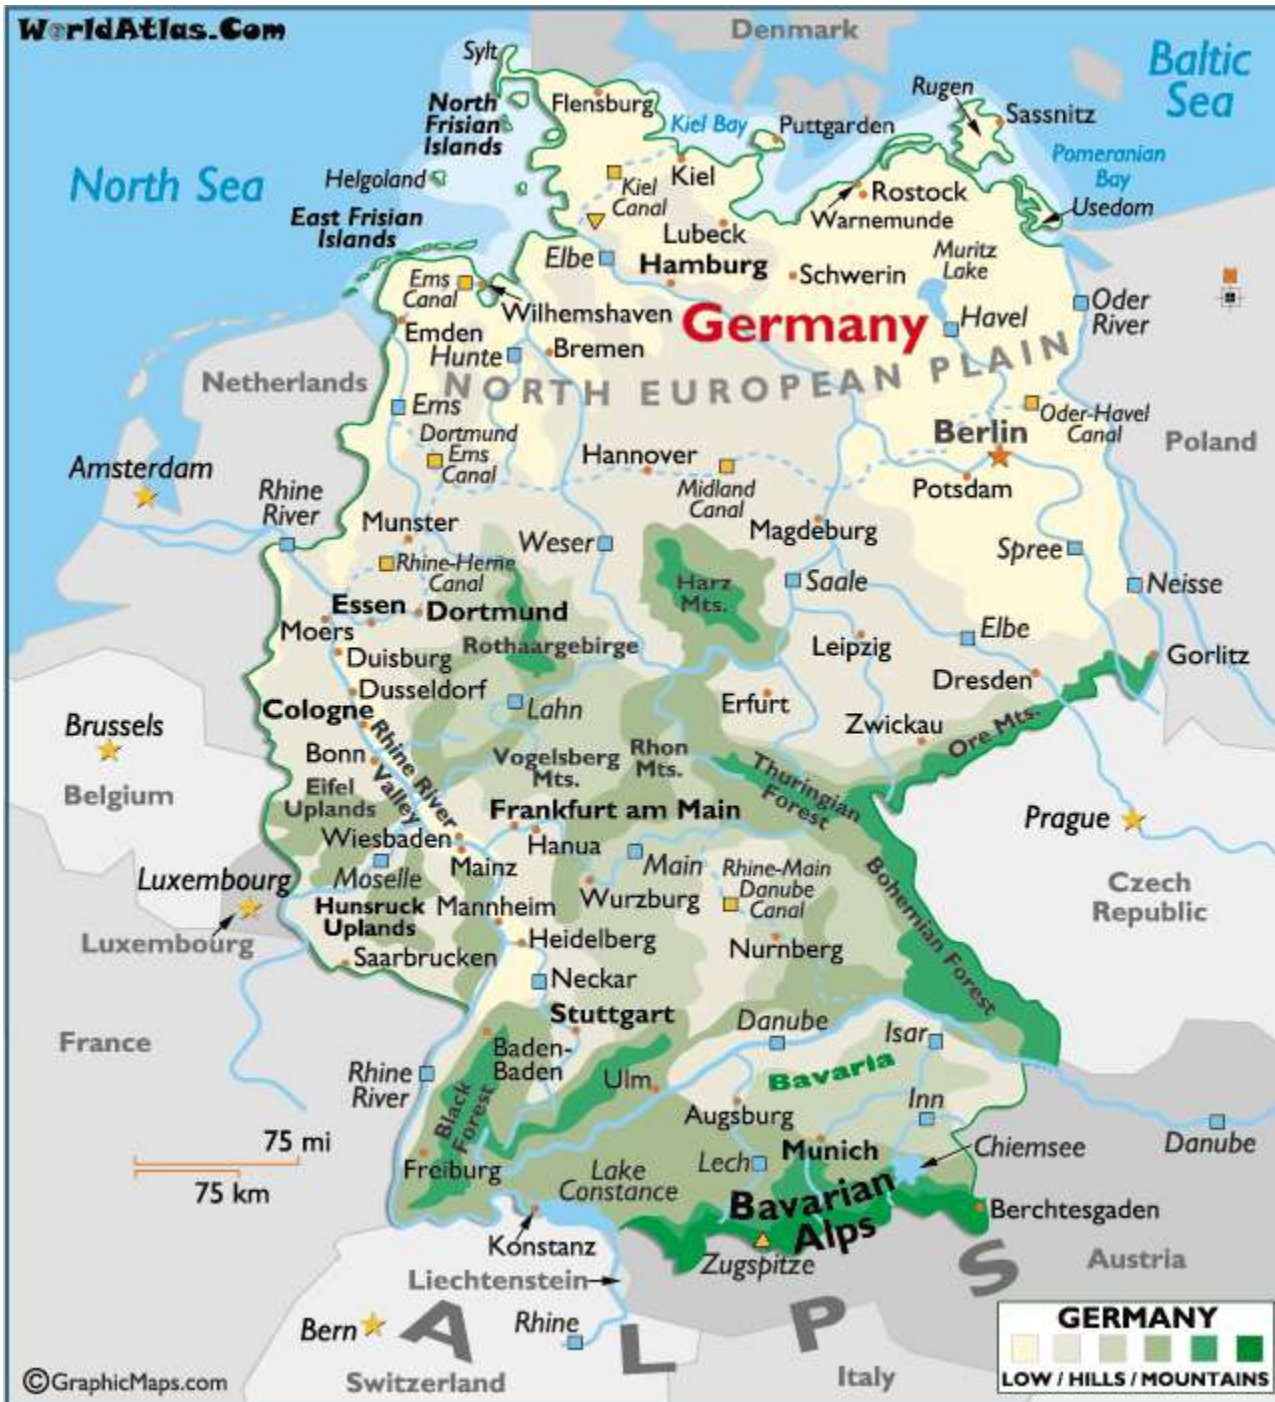 WorldAtlas.Com
Denmark
Baltic
Sea
Sylt
Rugen
North
Frisian
Islands
Flensburg
Kiel Bay
Puttgarden
Sassnitz
Pomeranian
Bay
North Sea
Helgoland
Kiel
Canal
Kiel
Rostock
Warnemunde
Usedom
East Frisian
Islands
Elbe
Lubeck
Hamburg
Schwerin
Muritz
Lake
Ems
Canal
Wilhemshaven
Germany
Havel
Oder
River
Emden
Hunte
Bremen
Netherlands
NORTH EUROPEAN PLAIN
Ems
Dortmund
Ems
Canal
Hannover
Berlin
Oder-Havel
Canal
Poland
Amsterdam
Rhine
River
Midland
Canal
Potsdam
Munster
Weser
Magdeburg
Spree
Rhine-Herne
Canal
Harz
Mts.
Saale
Neisse
Essen
Dortmund
Moers
Rothaargebirge
Leipzig
Elbe
Duisburg
Gorlitz
Dusseldorf
Lahn
Erfurt
Dresden
Cologne
Zwickau
Ore Mts.
Brussels
Bonn
Rhine River
Valley
Vogelsberg
Mts.
Rhon
Mts.
Thuringian
Forest
Belgium
Eifel
Uplands
Frankfurt am Main
Prague
Wiesbaden
Hanua
Mainz
Main
Rhine-Main
Danube
Canal
Bohemian Forest
Czech
Republic
Luxembourg
Moselle
Wurzburg
Hunsruck
Uplands
Mannheim
Luxembourg
Heidelberg
Nurnberg
Saarbrucken
Neckar
Stuttgart
Danube
Isar
France
Baden-
Baden
Rhine
River
Black
Forest
Ulm
Bavaria
Augsburg
Inn
75 mi
75 km
Munich
Chiemsee
Danube
Freiburg
Lake
Constance
Lech
Bavarian
Alps
Berchtesgaden
Konstanz
Zugspitze
Austria
Liechtenstein
Bern
Rhine
ALPS
Switzerland
Italy
GERMANY
LOW / HILLS / MOUNTAINS
©GraphicMaps.com